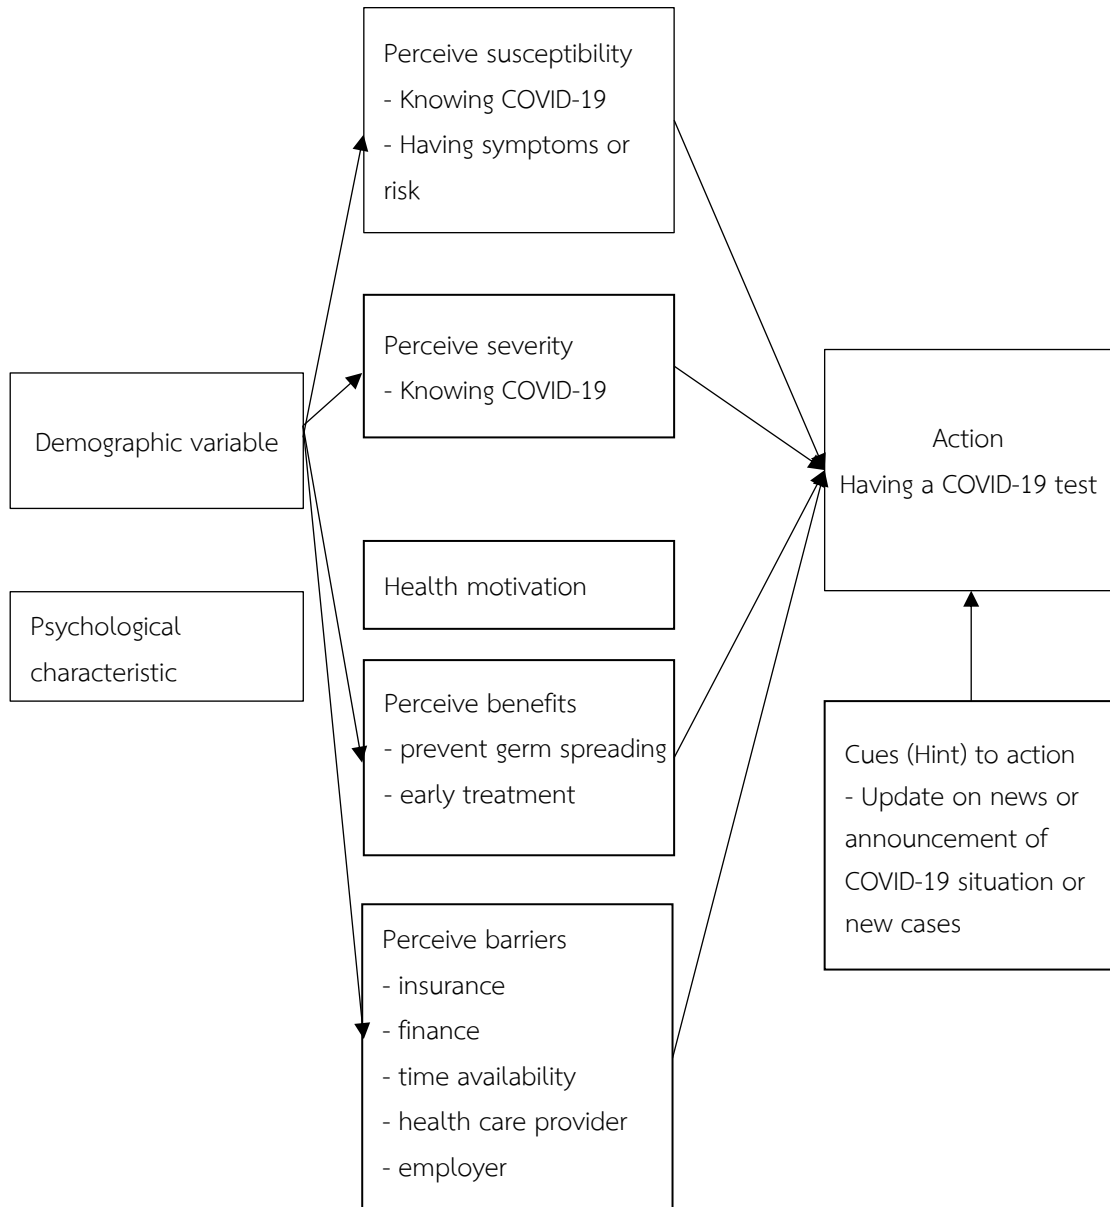 Perceive susceptibility
- Knowing COVID-19
- Having symptoms or
risk
Perceive severity
- Knowing COVID-19
Demographic variable
Action
Having a COVID-19 test
Health motivation
Psychological
characteristic
Perceive benefits
- prevent germ spreading
- early treatment
Cues (Hint) to action
- Update on news or
announcement of
COVID-19 situation or
new cases
Perceive barriers
- insurance
- finance
- time availability
- health care provider
- employer